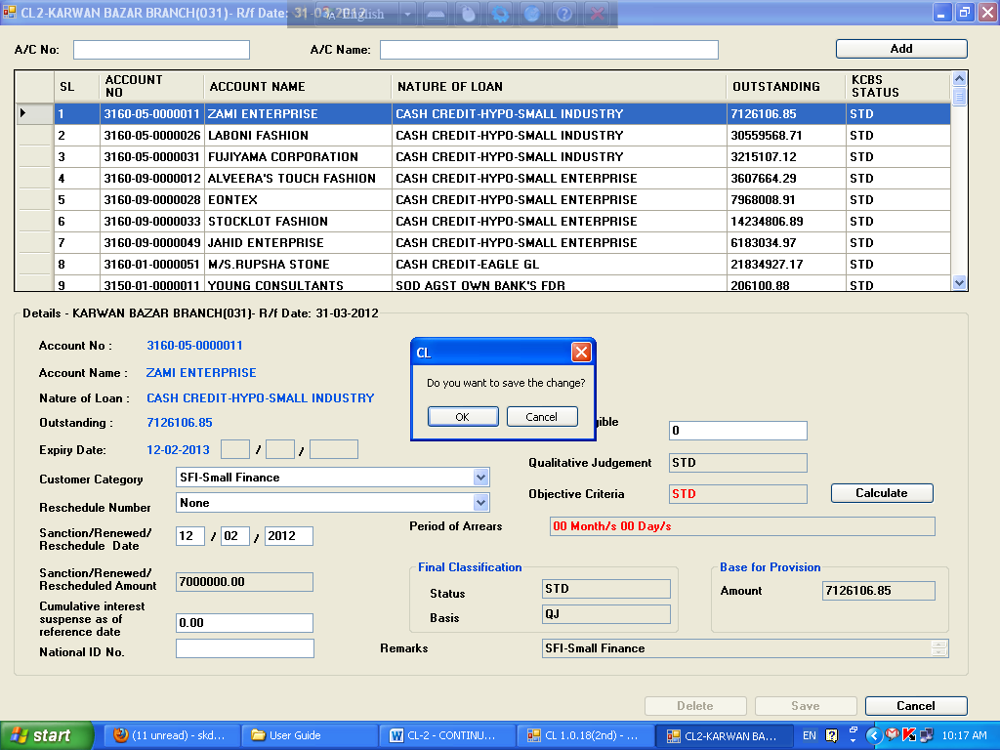 CL2-KARWAN BAZAR BRANCH(031)- R/f Date: 31-03-2012
English
A/C No: A/C Name: Add
SL ACCOUNT NO ACCOUNT NAME NATURE OF LOAN OUTSTANDING KCBS STATUS
1 3160-05-0000011 ZAMI ENTERPRISE CASH CREDIT-HYPO-SMALL INDUSTRY 7126106.85 STD
2 3160-05-0000026 LABONI FASHION CASH CREDIT-HYPO-SMALL INDUSTRY 30559568.71 STD
3 3160-05-0000031 FUJIYAMA CORPORATION CASH CREDIT-HYPO-SMALL INDUSTRY 3215107.12 STD
4 3160-09-0000012 ALVEERA'S TOUCH FASHION CASH CREDIT-HYPO-SMALL ENTERPRISE 3607664.29 STD
5 3160-09-0000028 EONTEX CASH CREDIT-HYPO-SMALL ENTERPRISE 7968008.91 STD
6 3160-09-0000033 STOCKLOT FASHION CASH CREDIT-HYPO-SMALL ENTERPRISE 14234806.89 STD
7 3160-09-0000049 JAHID ENTERPRISE CASH CREDIT-HYPO-SMALL ENTERPRISE 6183034.97 STD
8 3160-01-0000051 M/S.RUPSHA STONE CASH CREDIT-EAGLE GL 21834927.17 STD
9 3150-01-0000011 YOUNG CONSULTANTS SOD AGST OWN BANK'S FDR 206100.88 STD
Details - KARWAN BAZAR BRANCH(031)- R/f Date: 31-03-2012
Account No : 3160-05-0000011
Account Name : ZAMI ENTERPRISE
Nature of Loan : CASH CREDIT-HYPO-SMALL INDUSTRY
Outstanding : 7126106.85
Expiry Date: 12-02-2013 / /
Customer Category SFI-Small Finance
Reschedule Number None
Sanction/Renewed/
Reschedule Date 12 / 02 / 2012
Sanction/Renewed/
Rescheduled Amount 7000000.00
Cumulative interest
suspense as of
reference date 0.00
National ID No.
CL
Do you want to save the change?
OK Cancel
gible 0
Qualitative Judgement STD
Objective Criteria STD Calculate
Period of Arrears 00 Month/s 00 Day/s
Final Classification
Status STD
Basis QJ
Base for Provision
Amount 7126106.85
Remarks SFI-Small Finance
Delete Save Cancel
start (11 unread) - skd... User Guide CL-2 - CONTINU... CL 1.0.18(2nd) - ... CL2-KARWAN BA... EN 10:17 AM